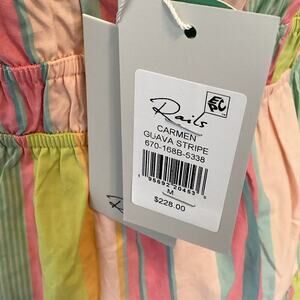 Rails
CARMEN
GUAVA STRIPE
670-168B-5338
M
$228.00